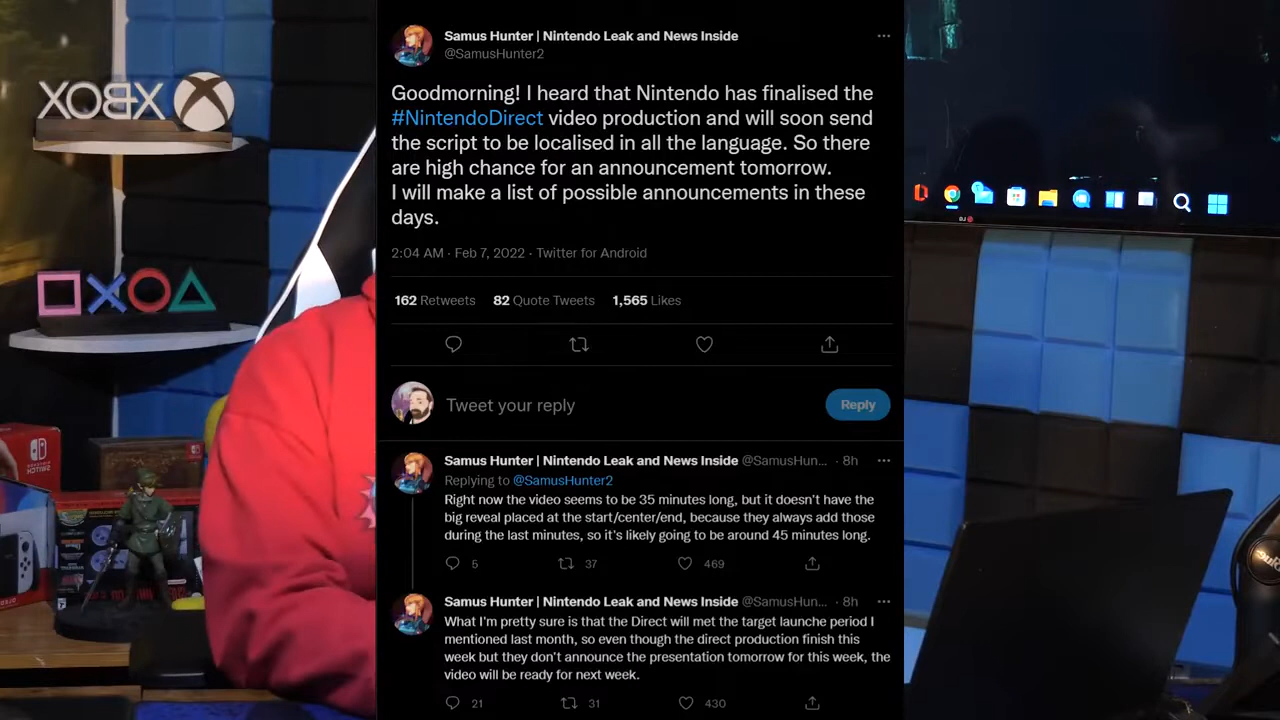 XBOX
Samus Hunter | Nintendo Leak and News Inside
@SamusHunter2
Goodmorning! I heard that Nintendo has finalised the
#NintendoDirect video production and will soon send
the script to be localised in all the language. So there
are high chance for an announcement tomorrow.
I will make a list of possible announcements in these
days.
2:04 AM · Feb 7, 2022 · Twitter for Android
162 Retweets 82 Quote Tweets 1,565 Likes
Tweet your reply
Reply
Samus Hunter | Nintendo Leak and News Inside @SamusHun... · 8h
Replying to @SamusHunter2
Right now the video seems to be 35 minutes long, but it doesn't have the
big reveal placed at the start/center/end, because they always add those
during the last minutes, so it's likely going to be around 45 minutes long.
5 37 469
Samus Hunter | Nintendo Leak and News Inside @SamusHun... · 8h
What I'm pretty sure is that the Direct will met the target launche period I
mentioned last month, so even though the direct production finish this
week but they don't announce the presentation tomorrow for this week, the
video will be ready for next week.
21 31 430